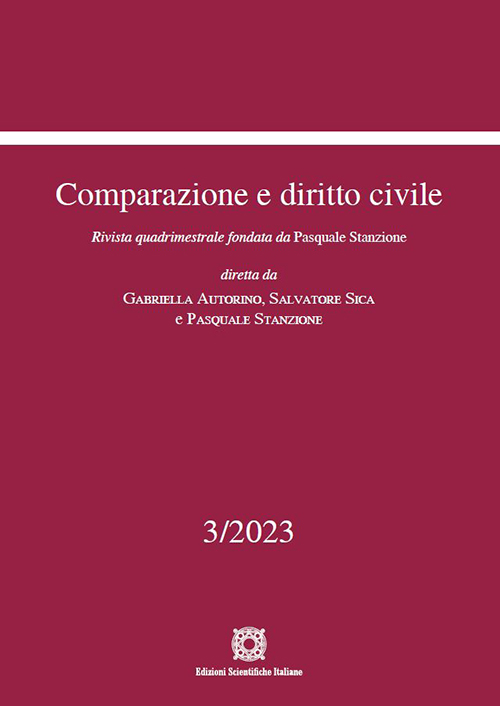 Comparazione e diritto civile
Rivista quadrimestrale fondata da Pasquale Stanzione
diretta da
GABRIELLA AUTORINO, SALVATORE SICA
e PASQUALE STANZIONE
3/2023
Edizioni Scientifiche Italiane